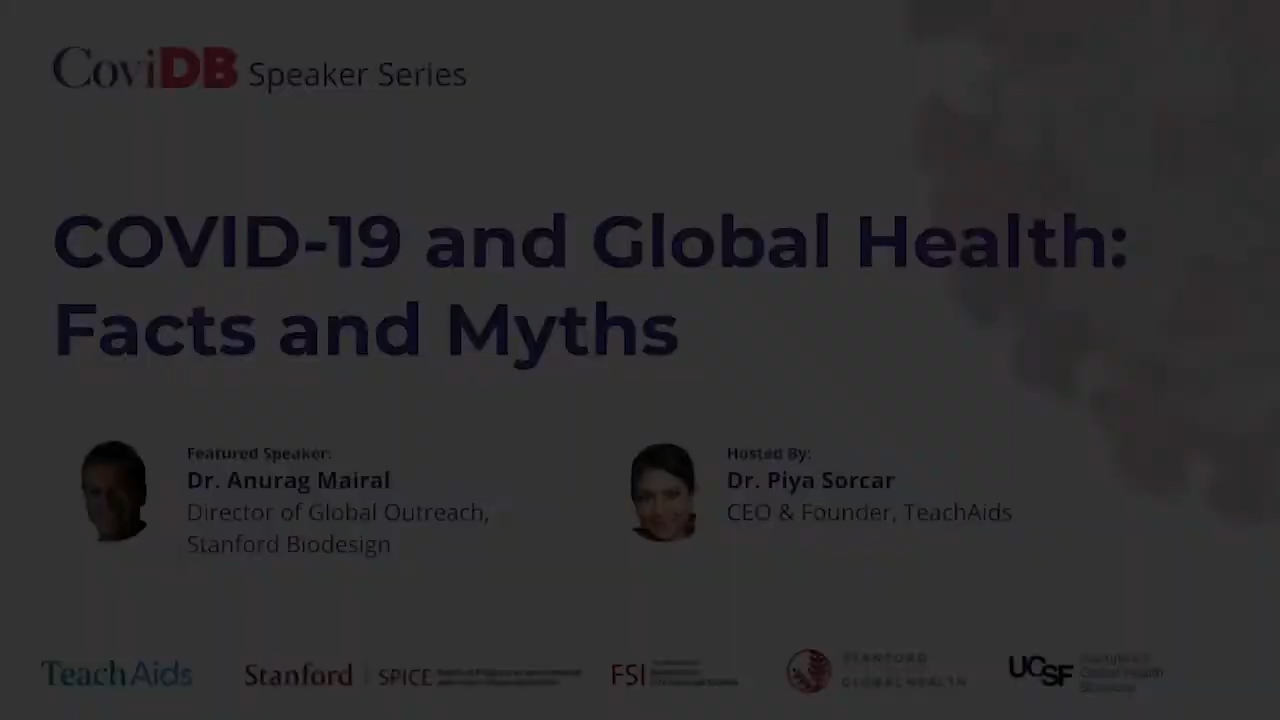 CoviDB Speaker Series
COVID-19 and Global Health:
Facts and Myths
Featured Speaker:
Dr. Anurag Mairal
Director of Global Outreach,
Stanford Biodesign
Hosted By:
Dr. Piya Sorcar
CEO & Founder, TeachAids
TeachAids
Stanford
SPICE
FSI
STANFORD
GLOBAL HEALTH
UCSF
Global Health